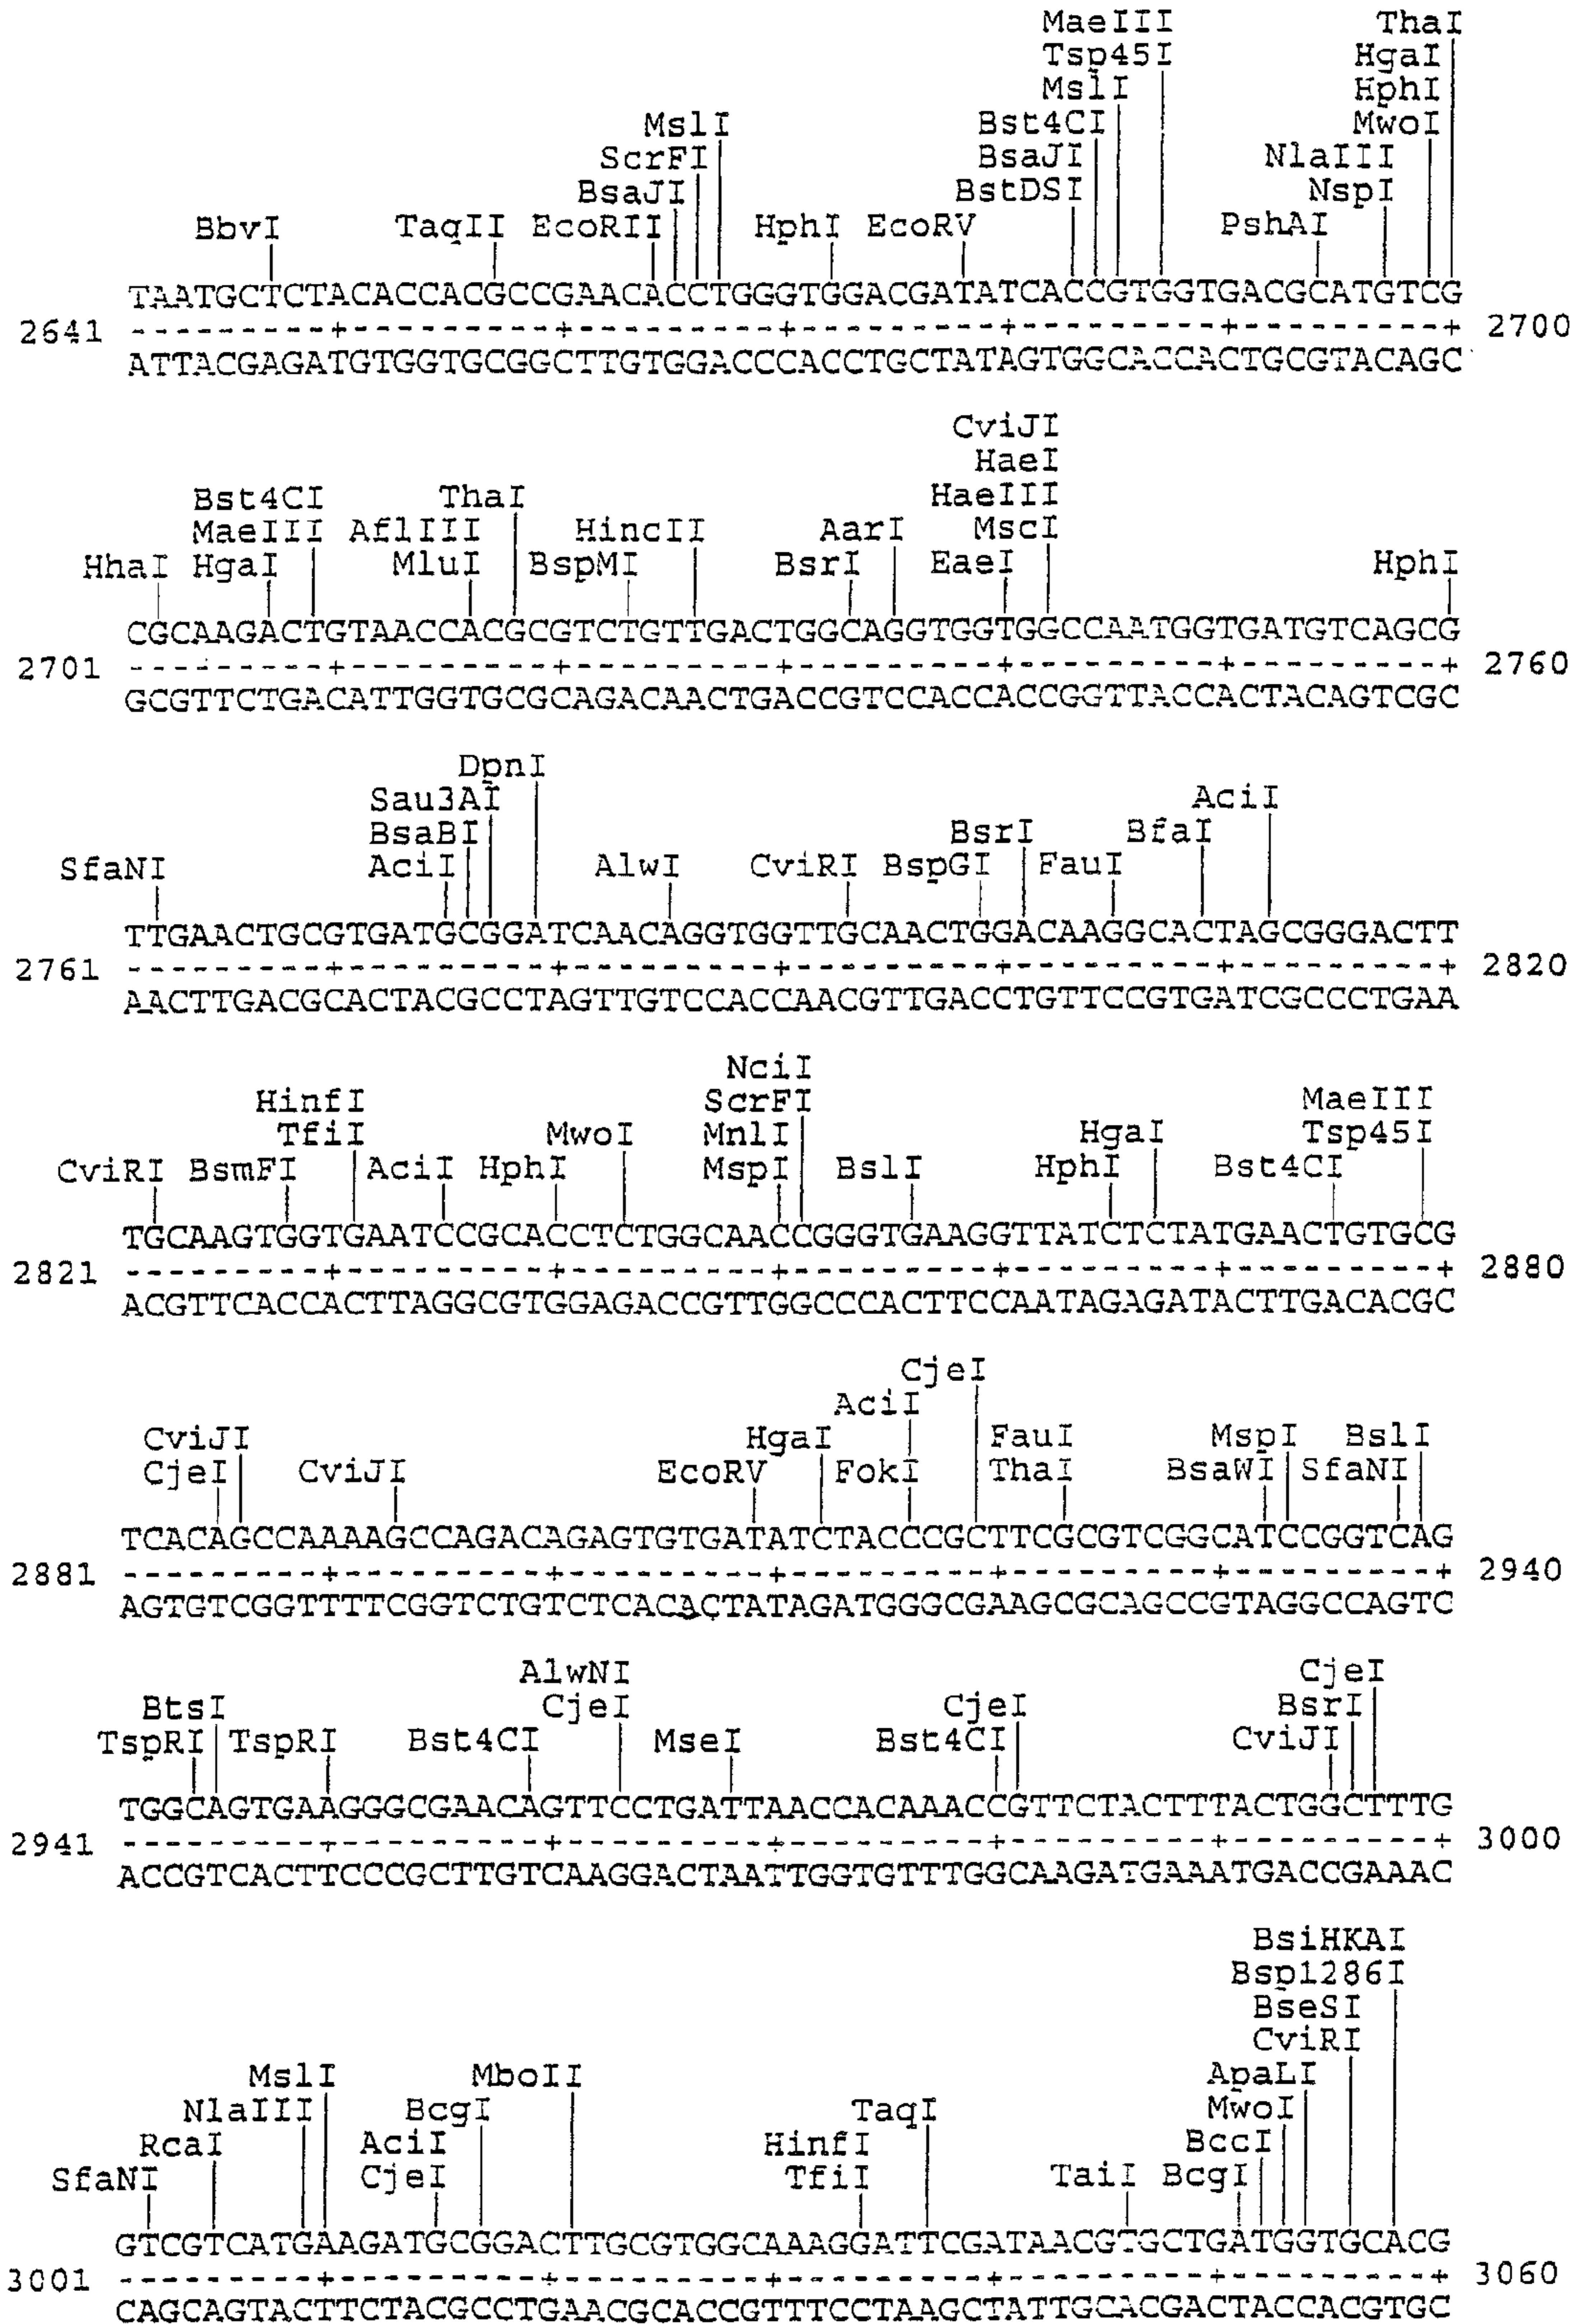 MaeIII ThaI
Tsp45I HgaI
MslI HphI
MslI Bst4CI MwoI
ScrFI BsaJI NlaIII
BsaJI BstDSI NspI
BbvI TaqII EcoRII HphI EcoRV PshAI
TAATGCTCTACACCACGCCGAACACCTGGGTGGACGATATCACCGTGGTGACGCATGTCG
2641 ---------+---------+---------+---------+---------+---------+ 2700
ATTACGAGATGTGGTGCGGCTTGTGGACCCACCTGCTATAGTGGCACCACTGCGTACAGC
CviJI
HaeI
Bst4CI ThaI HaeIII
MaeIII AflIII HincII AarI MscI
HhaI HgaI MluI BspMI BsrI EaeI HphI
CGCAAGACTGTAACCACGCGTCTGTTGACTGGCAGGTGGTGGCCAATGGTGATGTCAGCG
2701 ---------+---------+---------+---------+---------+---------+ 2760
GCGTTCTGACATTGGTGCGCAGACAACTGACCGTCCACCACCGGTTACCACTACAGTCGC
DpnI
Sau3AI AciI
BsaBI BsrI BfaI
SfaNI AciI AlwI CviRI BspGI FauI
TTGAACTGCGTGATGCGGATCAACAGGTGGTTGCAACTGGACAAGGCACTAGCGGGACTT
2761 ---------+---------+---------+---------+---------+---------+ 2820
AACTTGACGCACTACGCCTAGTTGTCCACCAACGTTGACCTGTTCCGTGATCGCCCTGAA
NciI
HinfI ScrFI MaeIII
TfiI MwoI MnlI HgaI Tsp45I
CviRI BsmFI AciI HphI MspI BslI HphI Bst4CI
TGCAAGTGGTGAATCCGCACCTCTGGCAACCGGGTGAAGGTTATCTCTATGAACTGTGCG
2821 ---------+---------+---------+---------+---------+---------+ 2880
ACGTTCACCACTTAGGCGTGGAGACCGTTGGCCCACTTCCAATAGAGATACTTGACACGC
CjeI
AciI
CviJI HgaI FauI MspI BslI
CjeI CviJI EcoRV FokI ThaI BsaWI SfaNI
TCACAGCCAAAAGCCAGACAGAGTGTGATATCTACCCGCTTCGCGTCGGCATCCGGTCAG
2881 ---------+---------+---------+---------+---------+---------+ 2940
AGTGTCGGTTTTCGGTCTGTCTCACACTATAGATGGGCGAAGCGCAGCCGTAGGCCAGTC
AlwNI CjeI
BtsI CjeI CjeI BsrI
TspRI TspRI Bst4CI MseI Bst4CI CviJI
TGGCAGTGAAGGGCGAACAGTTCCTGATTAACCACAAACCGTTCTACTTTACTGGCTTTG
2941 ---------+---------+---------+---------+---------+---------+ 3000
ACCGTCACTTCCCGCTTGTCAAGGACTAATTGGTGTTTGGCAAGATGAAATGACCGAAAC
BsiHKAI
Bsp1286I
BseSI
CviRI
MslI MboII ApaLI
NlaIII BcgI TaqI MwoI
RcaI AciI HinfI BccI
SfaNI CjeI TfiI TaiI BcgI
GTCGTCATGAAGATGCGGACTTGCGTGGCAAAGGATTCGATAACGTGCTGATGGTGCACG
3001 ---------+---------+---------+---------+---------+---------+ 3060
CAGCAGTACTTCTACGCCTGAACGCACCGTTTCCTAAGCTATTGCACGACTACCACGTGC